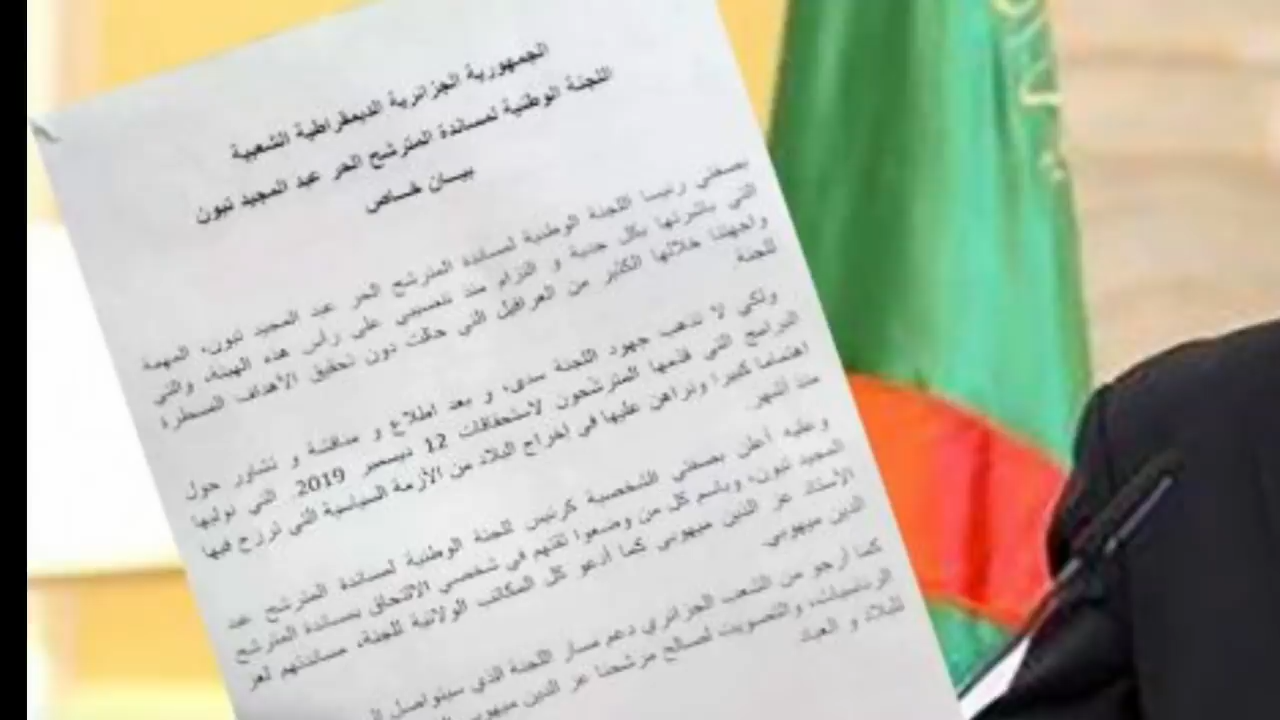 الجمهورية الجزائرية الديمقراطية الشعبية
اللجنة الوطنية لمساندة المترشح الحر عبد المجيد تبون
بيــان خــاص
بصفتي رئيسا اللجنة الوطنية لمساندة المترشح الحر عبد المجيد تبون، المهمة
التي باشرتها بكل جدية و التزام منذ تنصيبي على رأس هذه الهيئة، والتي
واجهتنا خلالها الكثير من العراقيل التي حالت دون تحقيق الأهداف المسطرة
للجنة.
ولكي لا تذهب جهود اللجنة سدى، و بعد اطلاع و مناقشة و تشاور حول
البرامج التي قدمها المترشحون لاستحقاقات 12 ديسمبر 2019. التي نوليها
اهتماما كبيرا ونراهن عليها في إخراج البلاد من الأزمة السياسية التي ترزح فيها
منذ أشهر.
وعليه أعلن بصفتي الشخصية كرئيس للجنة الوطنية لمساندة المترشح عبد
المجيد تبون، وباسم كل من وضعوا ثقتهم في شخصي الالتحاق بمساندة المترشح
الأستاذ عز الدين ميهوبي كما أدعو كل المكاتب الولائية للجنة، مساندتهم لعز
الدين ميهوبي.
كما أرجو من الشعب الجزائري دعم مسار اللجنة الذي سيتواصل
الرئاسيات، والتصويت لصالح مرشحنا عز الدين ميهوبي
للبلاد و العباد